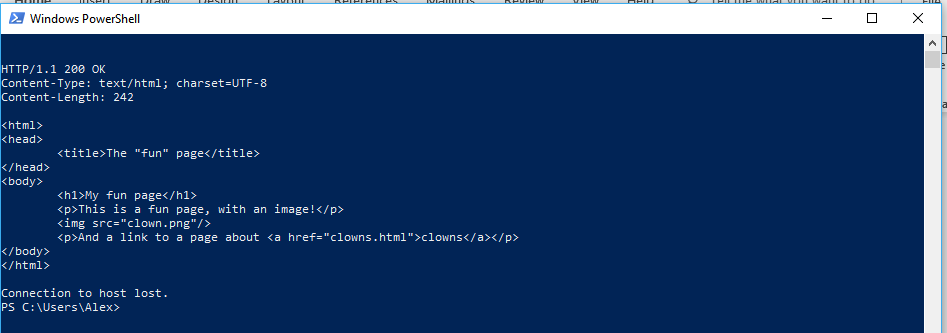 Windows PowerShell
HTTP/1.1 200 OK
Content-Type: text/html; charset=UTF-8
Content-Length: 242
<html>
<head>
<title>The "fun" page</title>
</head>
<body>
<h1>My fun page</h1>
<p>This is a fun page, with an image!</p>
<img src="clown.png"/>
<p>And a link to a page about <a href="clowns.html">clowns</a></p>
</body>
</html>
Connection to host lost.
PS C:\Users\Alex>